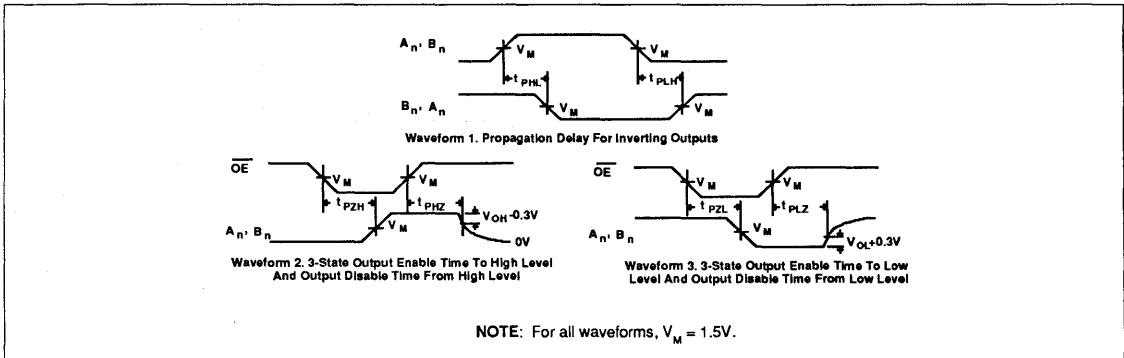 An, Bn
VM
VM
tPHL
tPLH
Bn, An
VM
VM
Waveform 1. Propagation Delay For Inverting Outputs
OE
VM
VM
tPZH
tPHZ
VOH-0.3V
An, Bn
VM
0V
Waveform 2. 3-State Output Enable Time To High Level
And Output Disable Time From High Level
OE
VM
VM
tPZL
tPLZ
An, Bn
VM
VOL+0.3V
Waveform 3. 3-State Output Enable Time To Low
Level And Output Disable Time From Low Level
NOTE: For all waveforms, VM = 1.5V.